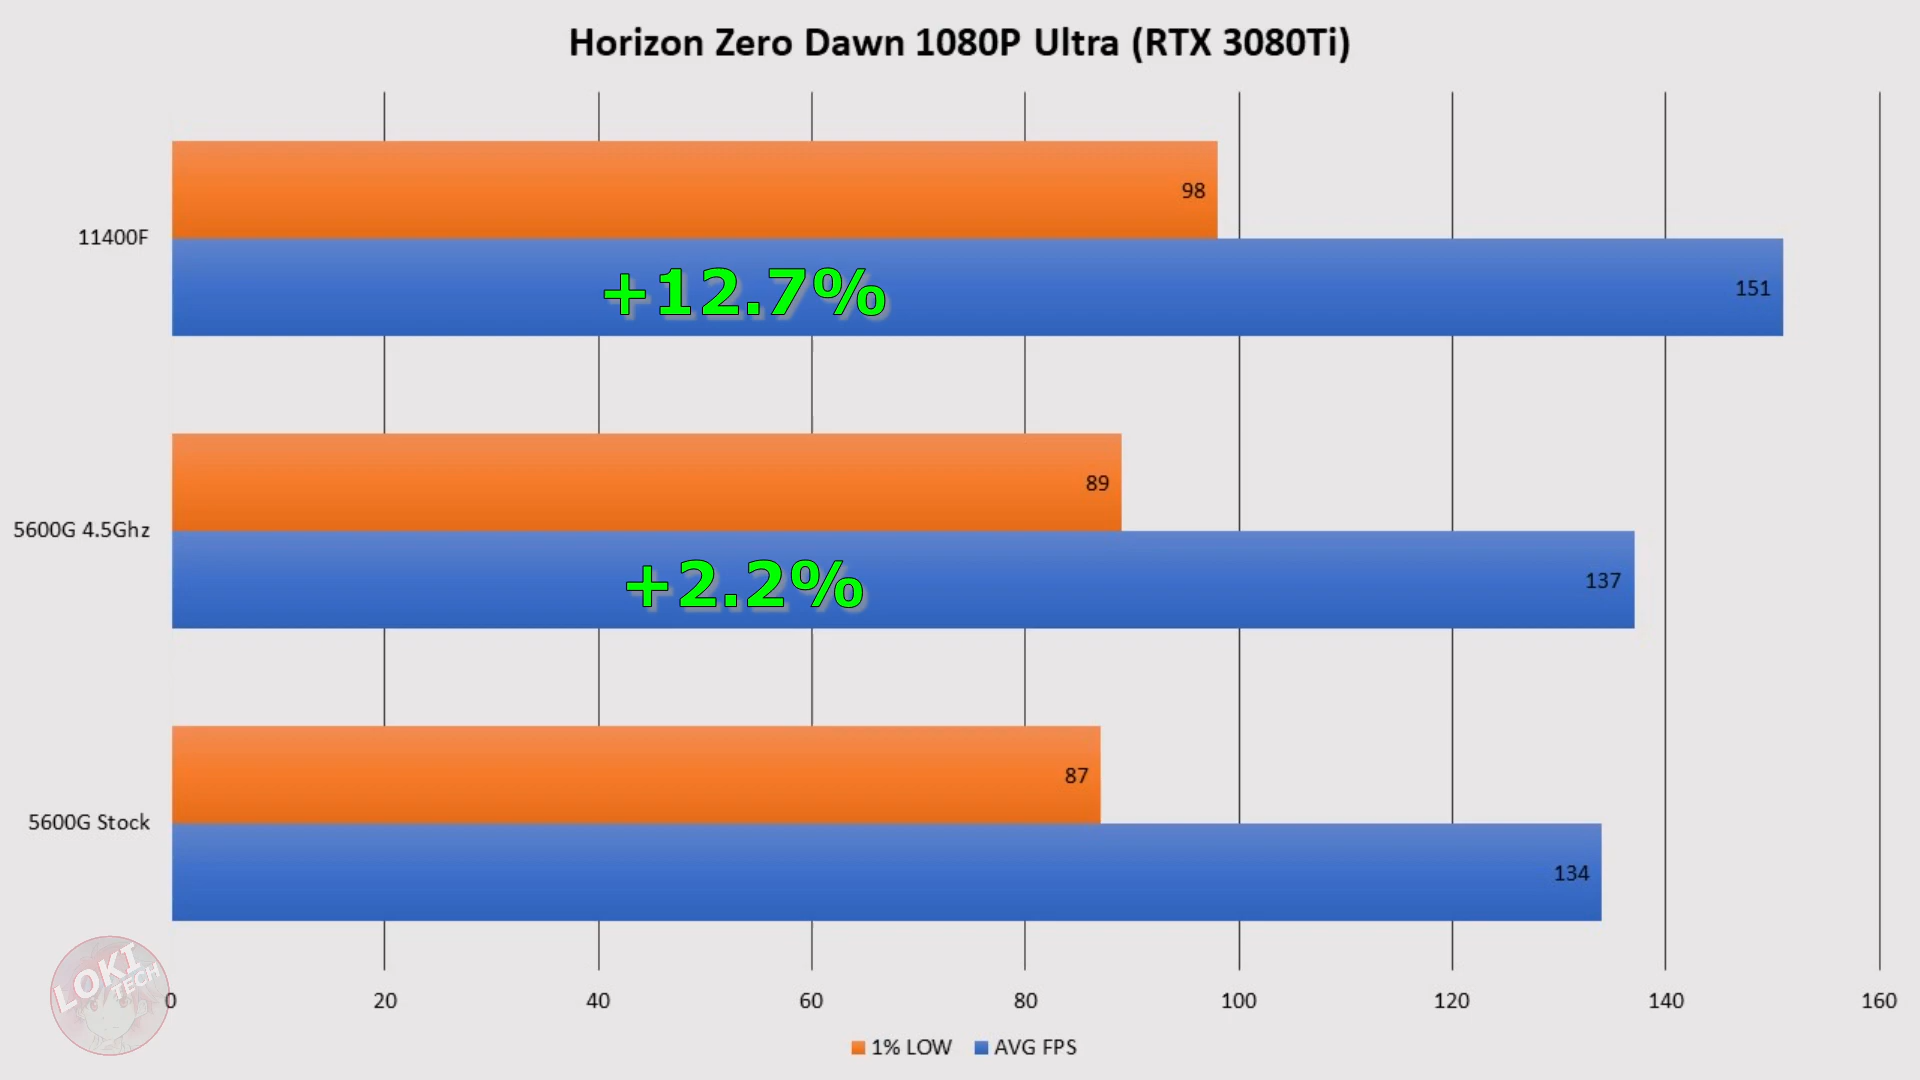 Horizon Zero Dawn 1080P Ultra (RTX 3080Ti)
98
11400F
+12.7%
151
89
5600G 4.5Ghz
+2.2%
137
87
5600G Stock
134
LOKI
TECH
0 20 40 60 80 100 120 140 160
1% LOW AVG FPS